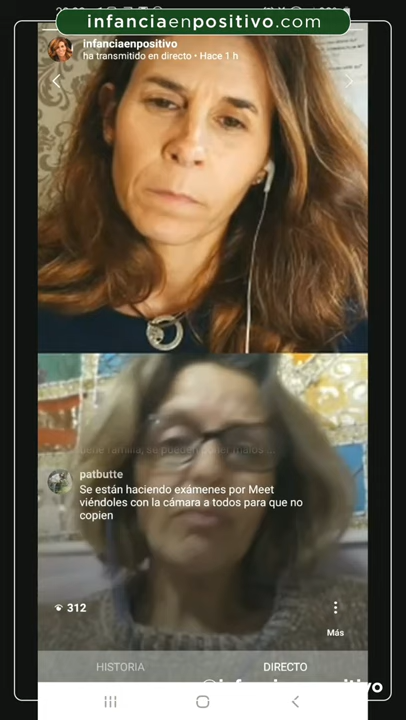 infanciaenpositivo.com
infanciaenpositivo
ha transmitido en directo • Hace 1 h
patbutte
Se están haciendo exámenes por Meet
viéndoles con la cámara a todos para que no
copien
312
Más
HISTORIA
DIRECTO